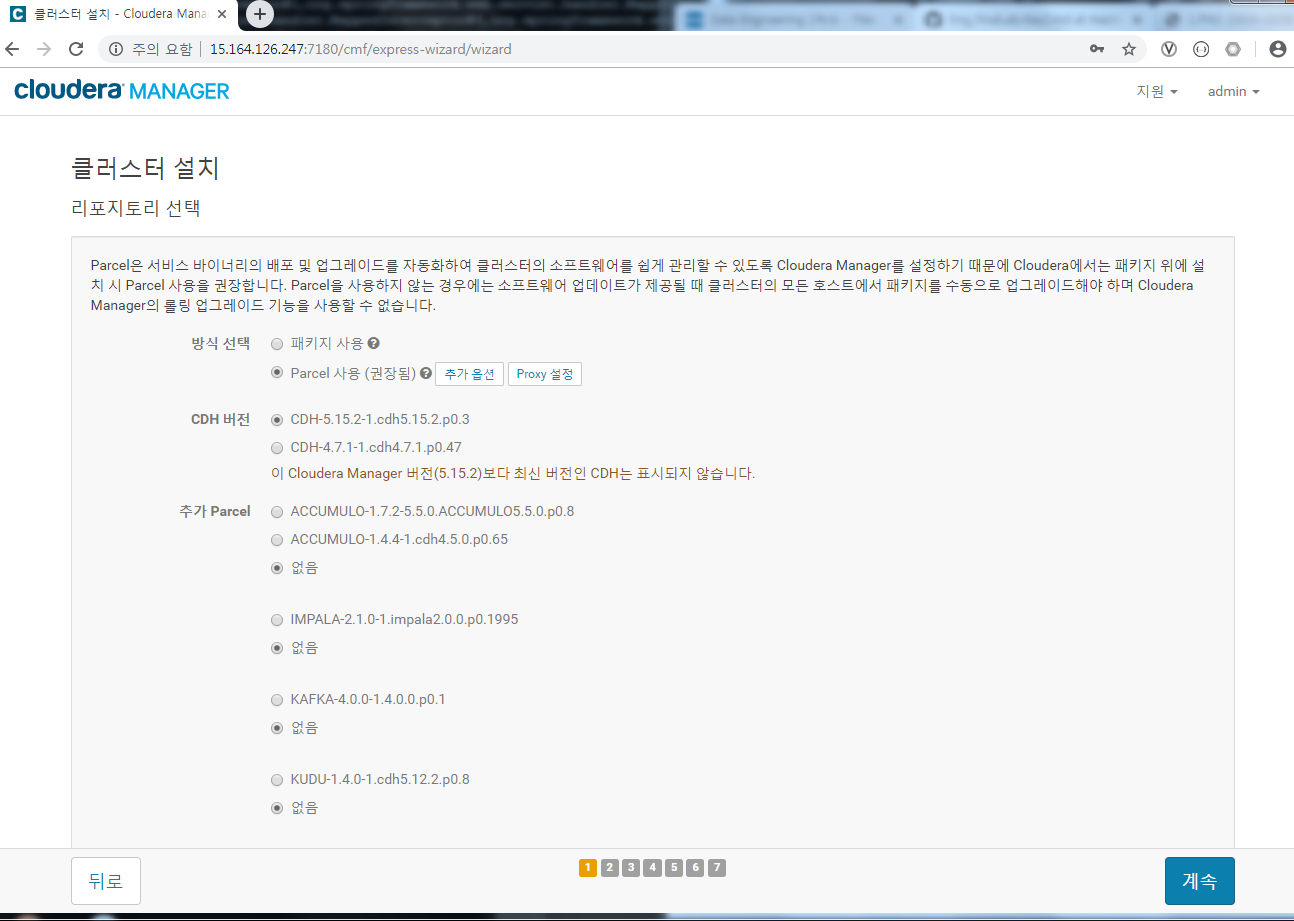 클러스터 설치 - Cloudera Mana
주의 요함 15.164.126.247:7180/cmf/express-wizard/wizard
cloudera MANAGER
지원 admin
클러스터 설치
리포지토리 선택
Parcel은 서비스 바이너리의 배포 및 업그레이드를 자동화하여 클러스터의 소프트웨어를 쉽게 관리할 수 있도록 Cloudera Manager를 설정하기 때문에 Cloudera에서는 패키지 위에 설
치 시 Parcel 사용을 권장합니다. Parcel을 사용하지 않는 경우에는 소프트웨어 업데이트가 제공될 때 클러스터의 모든 호스트에서 패키지를 수동으로 업그레이드해야 하며 Cloudera
Manager의 롤링 업그레이드 기능을 사용할 수 없습니다.
방식 선택 패키지 사용 ?
Parcel 사용 (권장됨) ? 추가 옵션 Proxy 설정
CDH 버전 CDH-5.15.2-1.cdh5.15.2.p0.3
CDH-4.7.1-1.cdh4.7.1.p0.47
이 Cloudera Manager 버전(5.15.2)보다 최신 버전인 CDH는 표시되지 않습니다.
추가 Parcel ACCUMULO-1.7.2-5.5.0.ACCUMULO5.5.0.p0.8
ACCUMULO-1.4.4-1.cdh4.5.0.p0.65
없음
IMPALA-2.1.0-1.impala2.0.0.p0.1995
없음
KAFKA-4.0.0-1.4.0.0.p0.1
없음
KUDU-1.4.0-1.cdh5.12.2.p0.8
없음
뒤로 1 2 3 4 5 6 7 계속